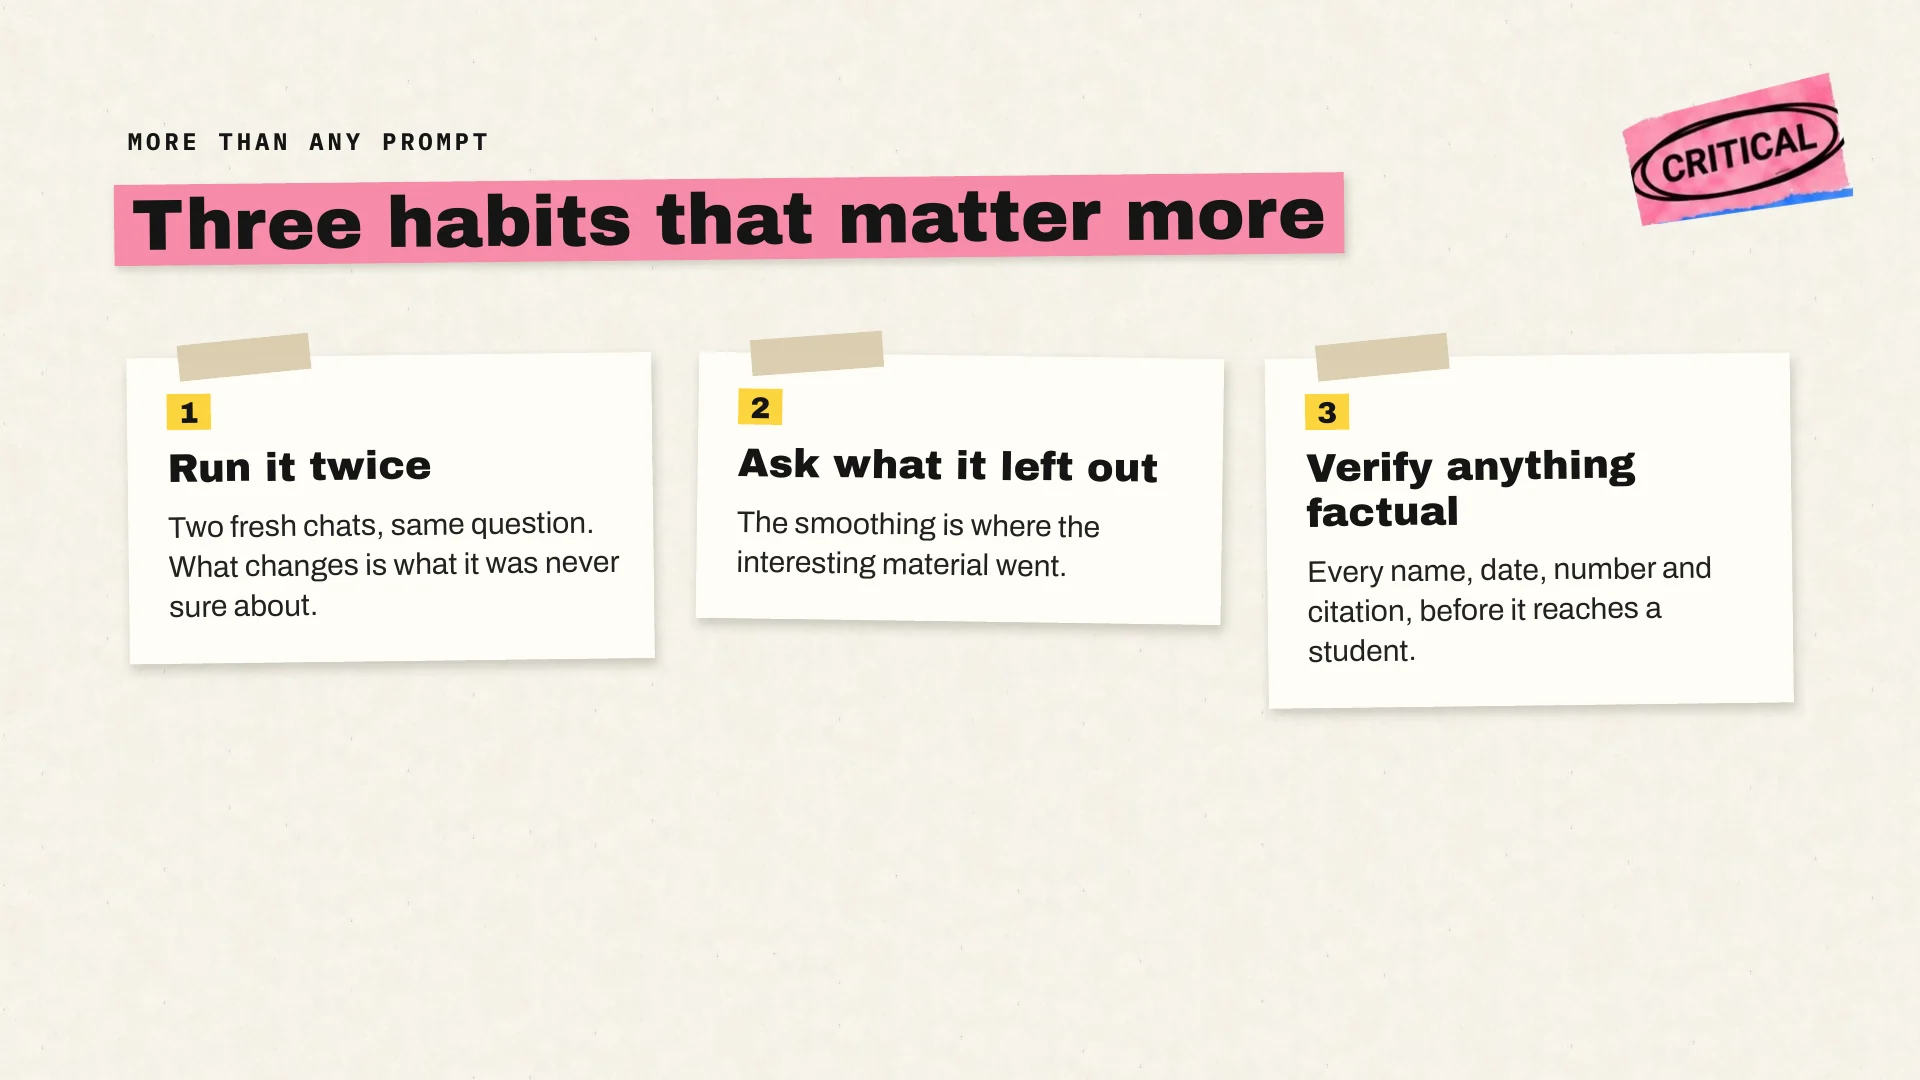 MORE THAN ANY PROMPT
Three habits that matter more
CRITICAL
1
Run it twice
Two fresh chats, same question.
What changes is what it was never
sure about.
2
Ask what it left out
The smoothing is where the
interesting material went.
3
Verify anything
factual
Every name, date, number and
citation, before it reaches a
student.